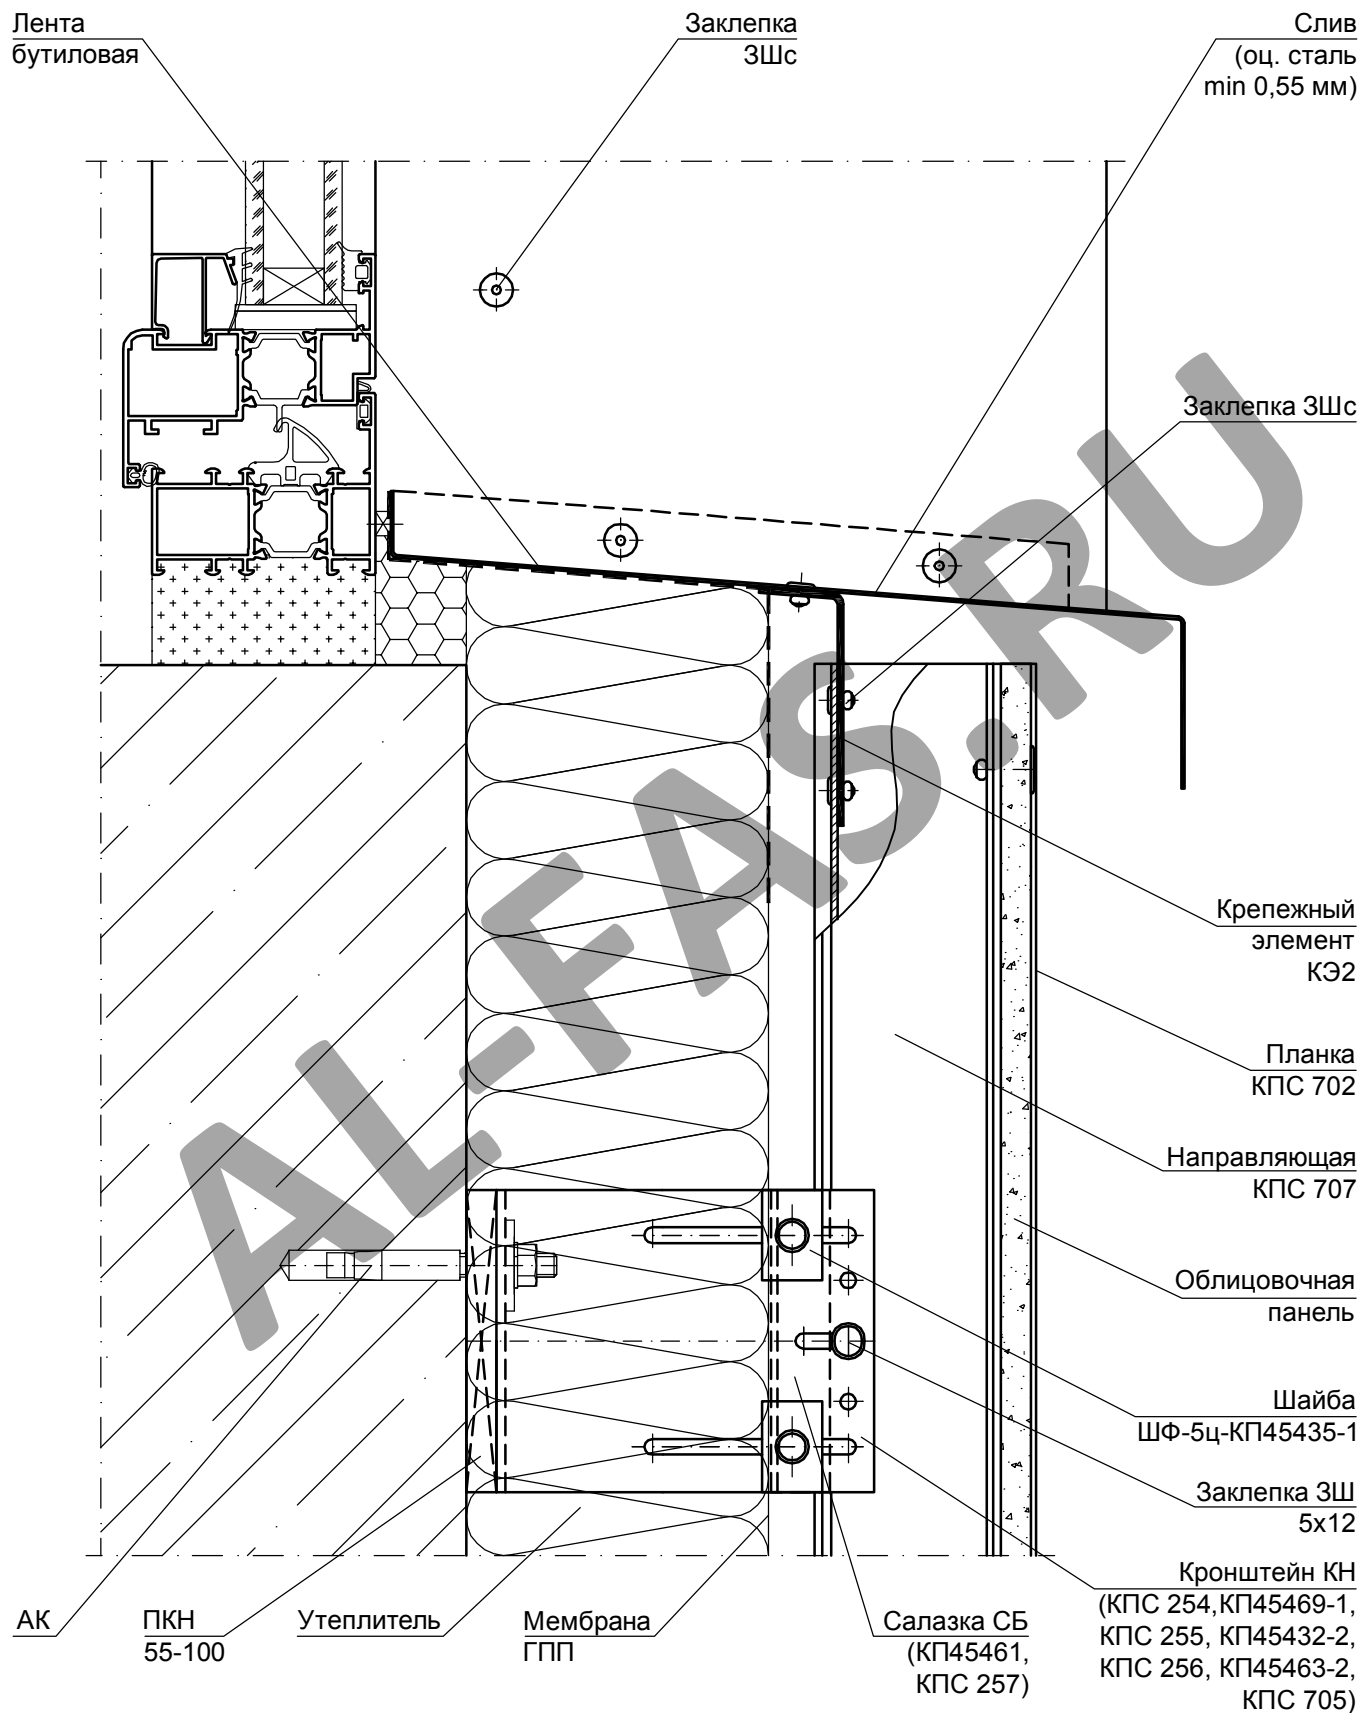 Лента
бутиловая
Заклепка
ЗШс
Слив
(оц. сталь
min 0,55 мм)
Заклепка ЗШс
Крепежный
элемент
КЭ2
Планка
КПС 702
Направляющая
КПС 707
Облицовочная
панель
Шайба
ШФ-5ц-КП45435-1
Заклепка ЗШ
5x12
Кронштейн КН
(КПС 254,КП45469-1,
КПС 255, КП45432-2,
КПС 256, КП45463-2,
КПС 705)
АК
ПКН
55-100
Утеплитель
Мембрана
ГПП
Салазка СБ
(КП45461,
КПС 257)
AL-FAS.RU